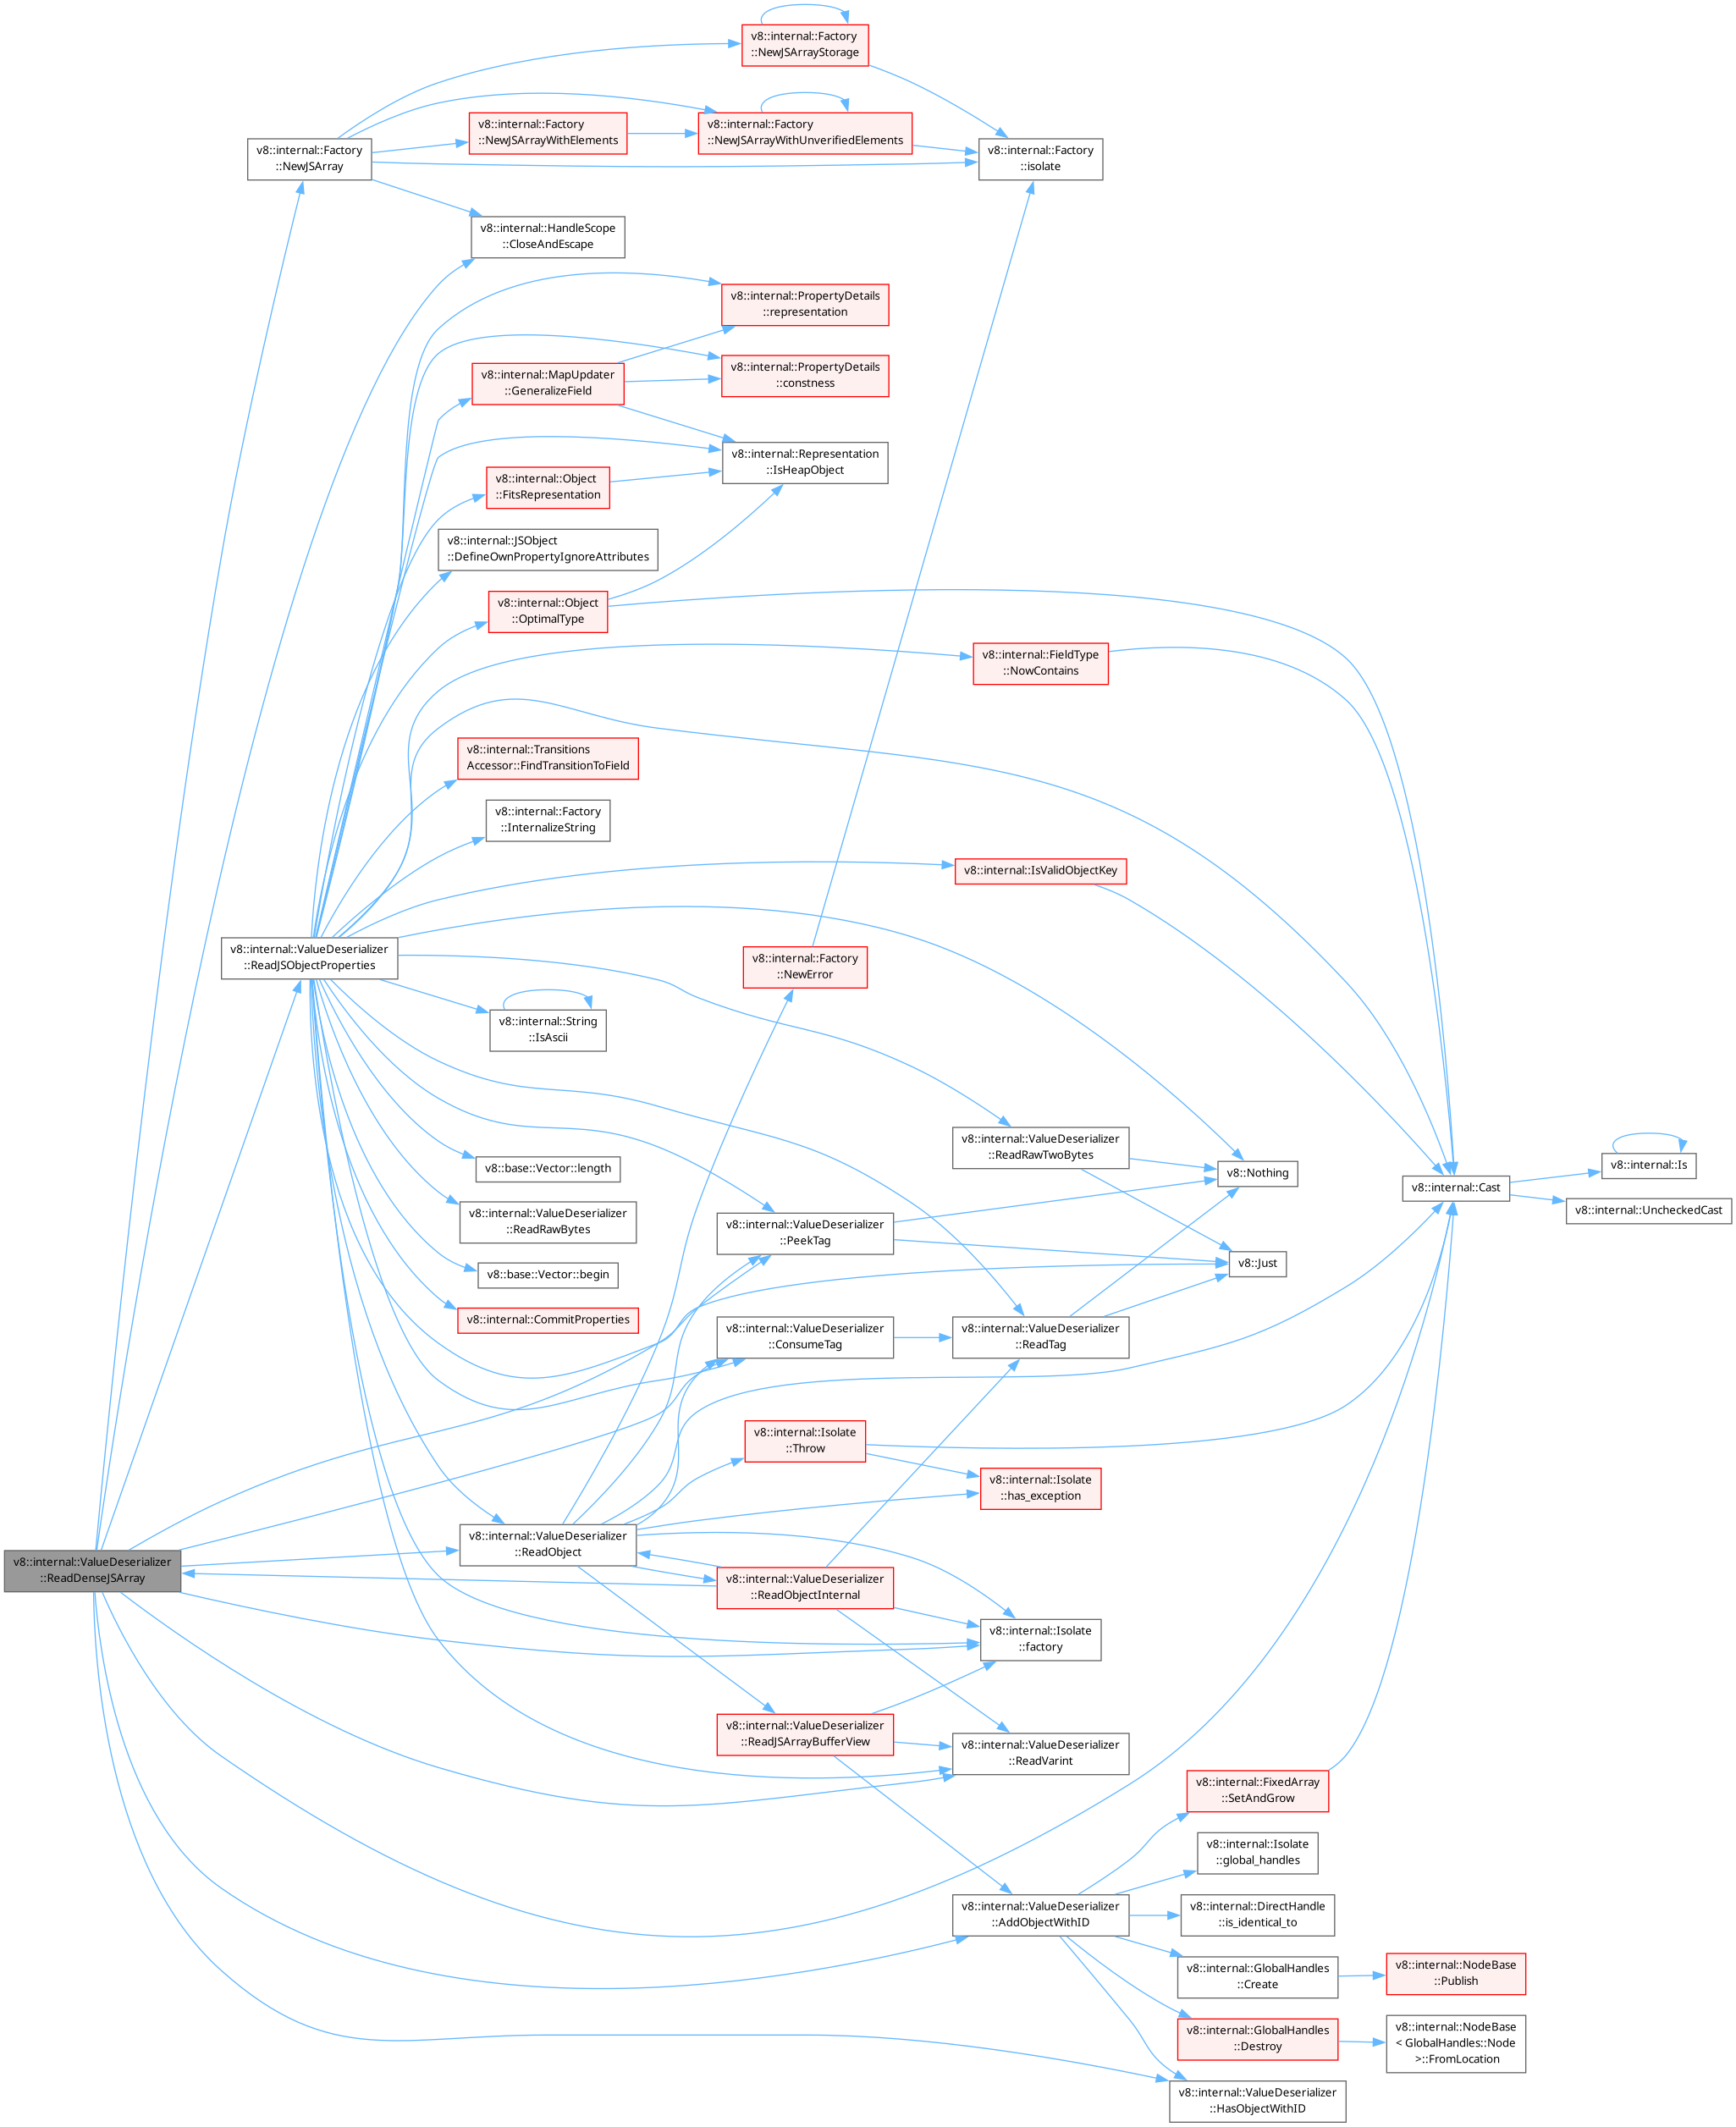 v8::internal::Factory
::NewJSArrayStorage
v8::internal::Factory
::NewJSArray
v8::internal::Factory
::NewJSArrayWithElements
v8::internal::Factory
::NewJSArrayWithUnverifiedElements
v8::internal::Factory
::isolate
v8::internal::HandleScope
::CloseAndEscape
v8::internal::PropertyDetails
::representation
v8::internal::MapUpdater
::GeneralizeField
v8::internal::PropertyDetails
::constness
v8::internal::Representation
::IsHeapObject
v8::internal::Object
::FitsRepresentation
v8::internal::JSObject
::DefineOwnPropertyIgnoreAttributes
v8::internal::Object
::OptimalType
v8::internal::FieldType
::NowContains
v8::internal::Transitions
Accessor::FindTransitionToField
v8::internal::Factory
::InternalizeString
v8::internal::IsValidObjectKey
v8::internal::ValueDeserializer
::ReadJSObjectProperties
v8::internal::Factory
::NewError
v8::internal::String
::IsAscii
v8::internal::ValueDeserializer
::ReadRawTwoBytes
v8::base::Vector::length
v8::Nothing
v8::internal::Is
v8::internal::Cast
v8::internal::UncheckedCast
v8::internal::ValueDeserializer
::ReadRawBytes
v8::internal::ValueDeserializer
::PeekTag
v8::Just
v8::base::Vector::begin
v8::internal::CommitProperties
v8::internal::ValueDeserializer
::ConsumeTag
v8::internal::ValueDeserializer
::ReadTag
v8::internal::Isolate
::Throw
v8::internal::Isolate
::has_exception
v8::internal::ValueDeserializer
::ReadObject
v8::internal::ValueDeserializer
::ReadDenseJSArray
v8::internal::ValueDeserializer
::ReadObjectInternal
v8::internal::Isolate
::factory
v8::internal::ValueDeserializer
::ReadJSArrayBufferView
v8::internal::ValueDeserializer
::ReadVarint
v8::internal::FixedArray
::SetAndGrow
v8::internal::Isolate
::global_handles
v8::internal::ValueDeserializer
::AddObjectWithID
v8::internal::DirectHandle
::is_identical_to
v8::internal::GlobalHandles
::Create
v8::internal::NodeBase
::Publish
v8::internal::GlobalHandles
::Destroy
v8::internal::NodeBase
< GlobalHandles::Node
>::FromLocation
v8::internal::ValueDeserializer
::HasObjectWithID